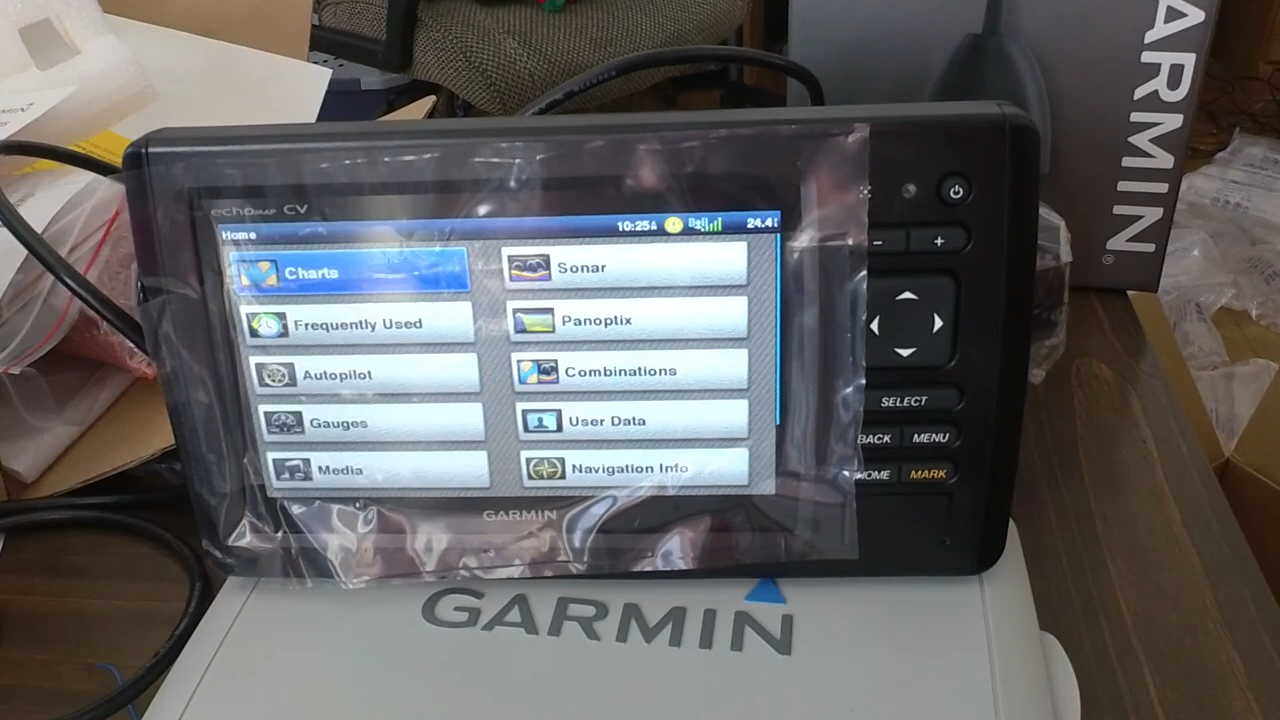 GARMIN®
echoMAP CV
Home 10:25A 24.4
Charts
Sonar
Frequently Used
Panoptix
Autopilot
Combinations
Gauges
User Data
Media
Navigation Info
GARMIN
- +
SELECT
BACK MENU
HOME MARK
GARMIN